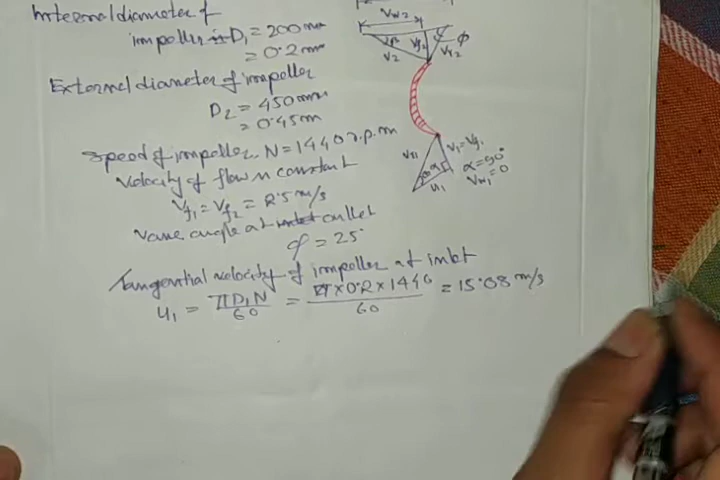 Internal diameter of
impeller D1 = 200 mm
= 0.2 mm
External diameter of impeller
D2 = 450 mm
= 0.45 m
Speed of impeller, N = 1440 r.p.m
Velocity of flow is constant
Vf1 = Vf2 = 2.5 m/s
Vane angle at outlet
φ = 25°
Tangential velocity of impeller at inlet
u1 = πD1N/60 = π×0.2×1440/60 = 15.08 m/s
Vw2
β Vf2 φ
V2 Vr2
Vr1 V1=Vf1
θ α
u1
α=90°
Vw1=0